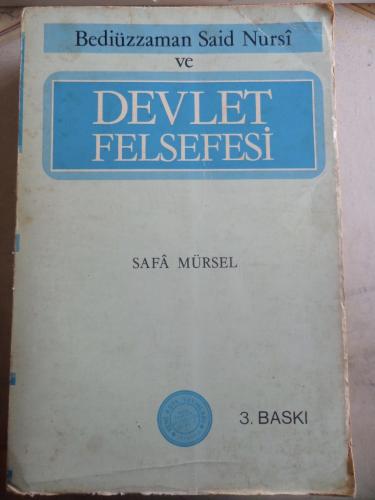 Bediüzzaman Said Nursî
ve
DEVLET
FELSEFESİ
SAFÂ MÜRSEL
3. BASKI